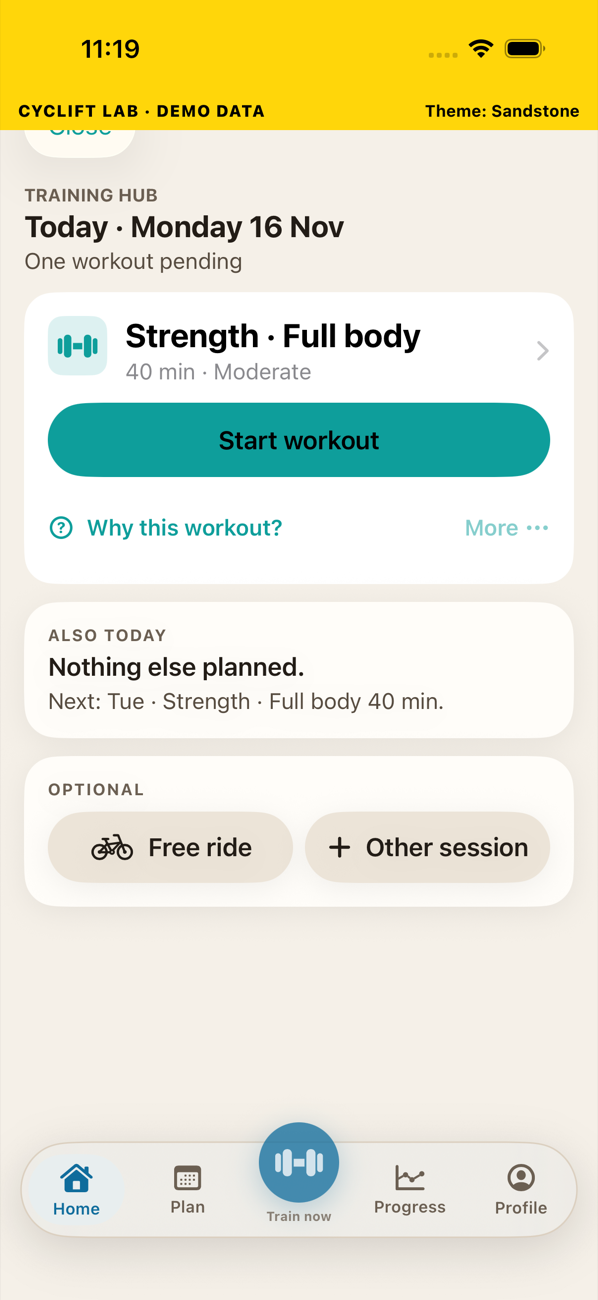 11:19
CYCLIFT LAB · DEMO DATA
Theme: Sandstone
Close
TRAINING HUB
Today · Monday 16 Nov
One workout pending
Strength · Full body
40 min · Moderate
Start workout
Why this workout?
More ···
ALSO TODAY
Nothing else planned.
Next: Tue · Strength · Full body 40 min.
OPTIONAL
Free ride
+ Other session
Home
Plan
Train now
Progress
Profile